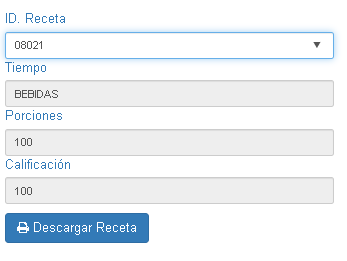 ID. Receta
08021
Tiempo
BEBIDAS
Porciones
100
Calificación
100
Descargar Receta